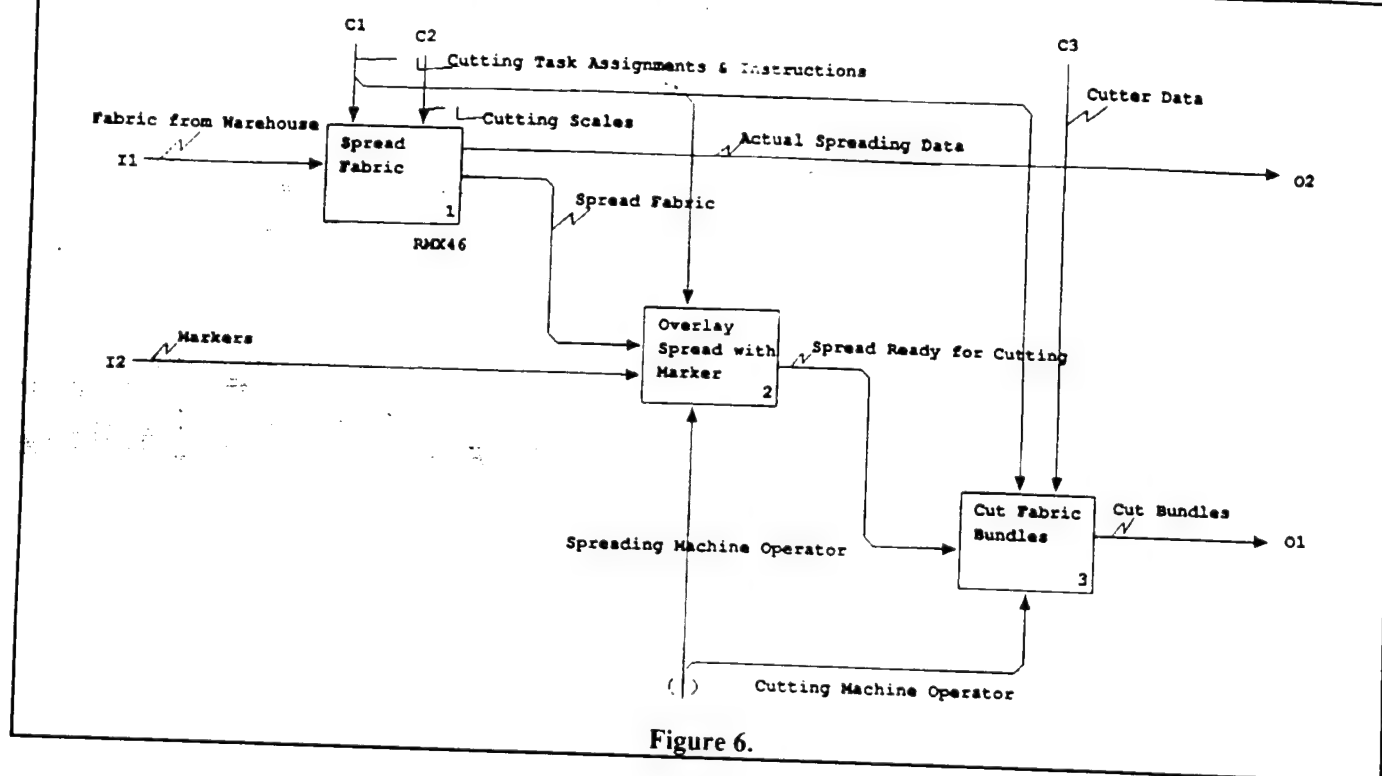 C1
C2
C3
Cutting Task Assignments & Instructions
Cutter Data
Fabric from Warehouse
Cutting Scales
I1
Spread
Fabric
1
Actual Spreading Data
O2
Spread Fabric
RMX46
Markers
I2
Overlay
Spread with
Marker
2
Spread Ready for Cutting
Cut Fabric
Bundles
3
Cut Bundles
O1
Spreading Machine Operator
( )
Cutting Machine Operator
Figure 6.